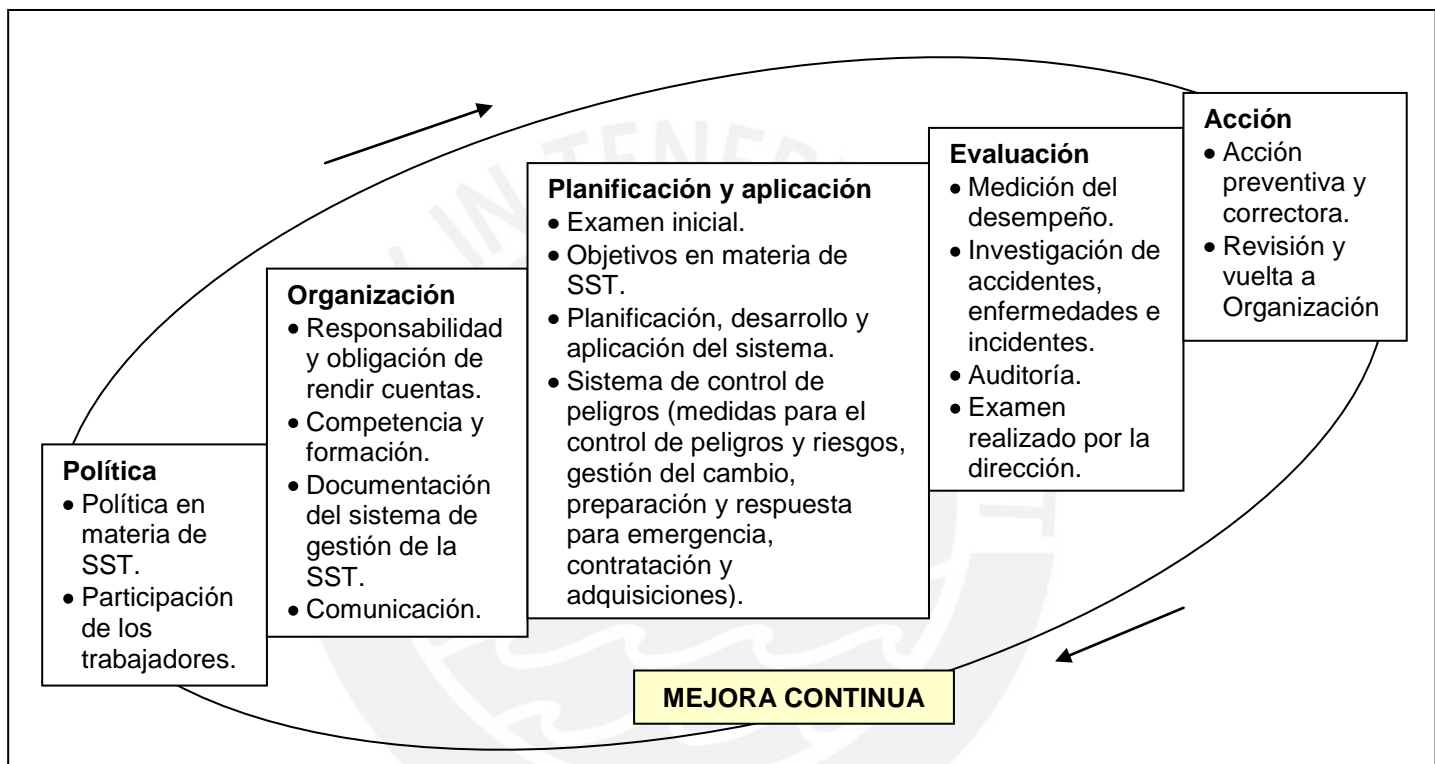 Política
• Política en
materia de
SST.
• Participación
de los
trabajadores.
Organización
• Responsabilidad
y obligación de
rendir cuentas.
• Competencia y
formación.
• Documentación
del sistema de
gestión de la
SST.
• Comunicación.
Planificación y aplicación
• Examen inicial.
• Objetivos en materia de
SST.
• Planificación, desarrollo y
aplicación del sistema.
• Sistema de control de
peligros (medidas para el
control de peligros y riesgos,
gestión del cambio,
preparación y respuesta
para emergencia,
contratación y
adquisiciones).
Evaluación
• Medición del
desempeño.
• Investigación de
accidentes,
enfermedades e
incidentes.
• Auditoría.
• Examen
realizado por la
dirección.
Acción
• Acción
preventiva y
correctora.
• Revisión y
vuelta a
Organización
MEJORA CONTINUA